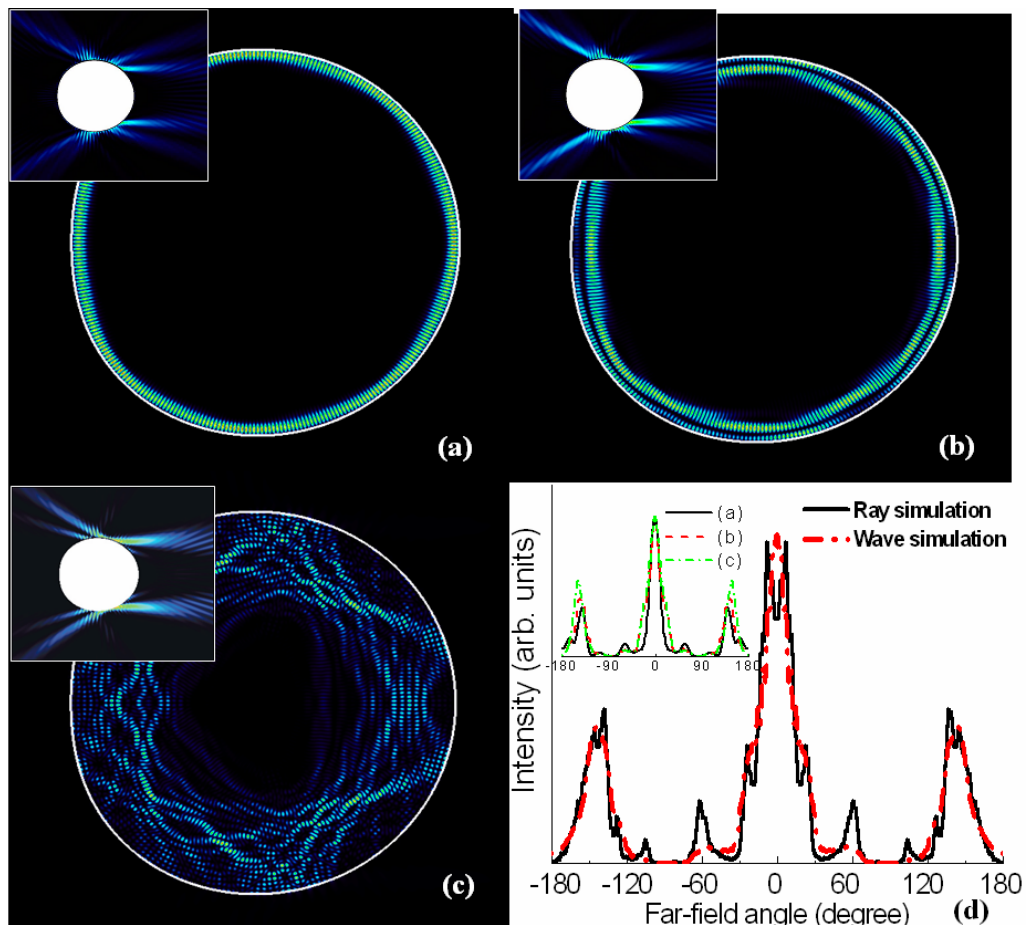 (a)
(b)
(c)
Ray simulation
Wave simulation
(a)
(b)
(c)
-180 -90 0 90 180
Intensity (arb. units)
-180 -120 -60 0 60 120 180
Far-field angle (degree)
(d)